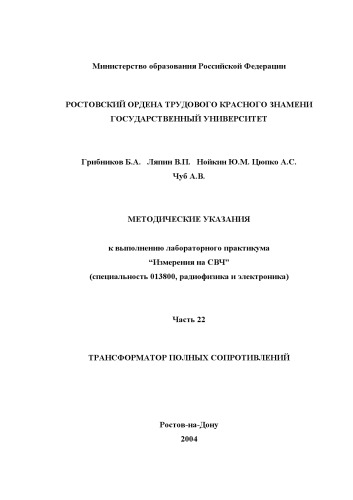 Министерство образования Российской Федерации
РОСТОВСКИЙ ОРДЕНА ТРУДОВОГО КРАСНОГО ЗНАМЕНИ
ГОСУДАРСТВЕННЫЙ УНИВЕРСИТЕТ
Грибников Б.А. Ляпин В.П. Нойкин Ю.М. Цюпко А.С.
Чуб А.В.
МЕТОДИЧЕСКИЕ УКАЗАНИЯ
к выполнению лабораторного практикума
“Измерения на СВЧ”
(специальность 013800, радиофизика и электроника)
Часть 22
ТРАНСФОРМАТОР ПОЛНЫХ СОПРОТИВЛЕНИЙ
Ростов-на-Дону
2004